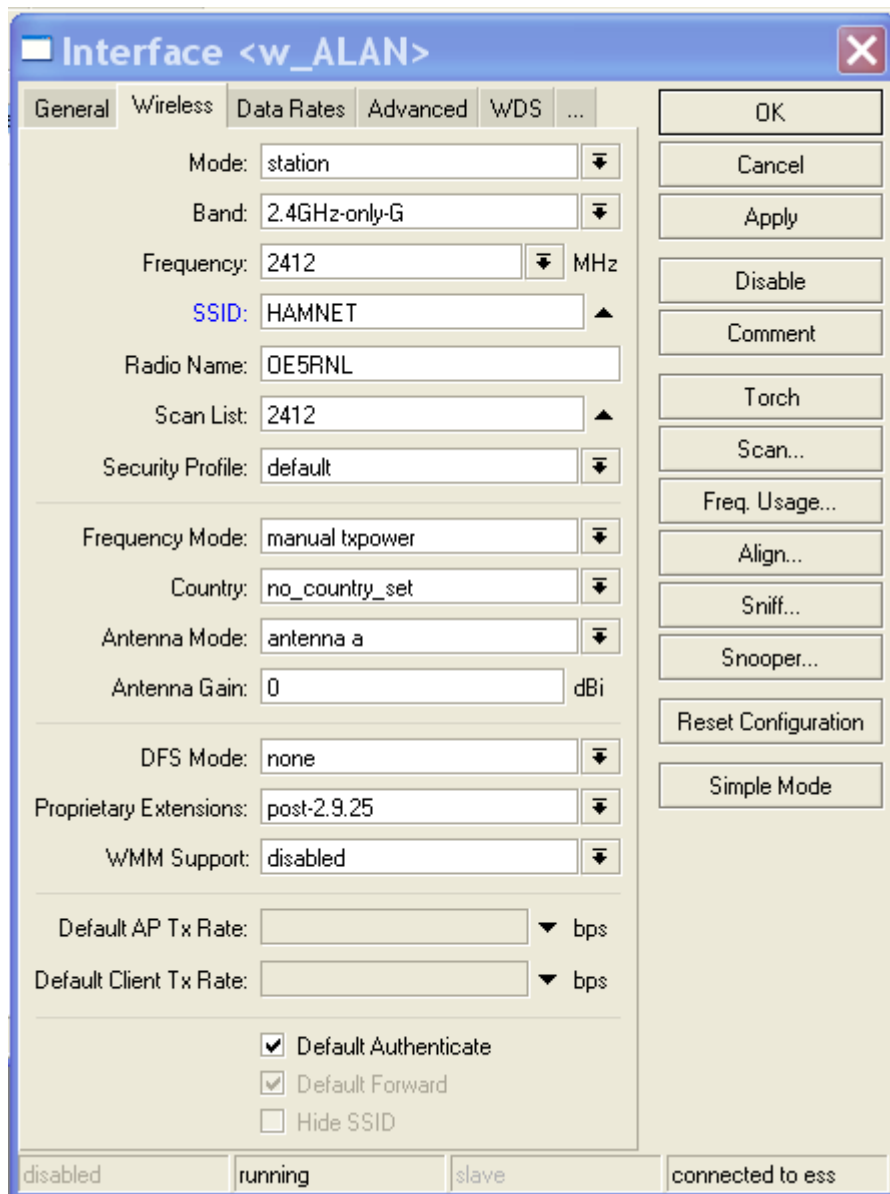 Interface <w_ALAN>
General Wireless Data Rates Advanced WDS ...
Mode: station
Band: 2.4GHz-only-G
Frequency: 2412 MHz
SSID: HAMNET
Radio Name: OE5RNL
Scan List: 2412
Security Profile: default
Frequency Mode: manual txpower
Country: no_country_set
Antenna Mode: antenna a
Antenna Gain: 0 dBi
DFS Mode: none
Proprietary Extensions: post-2.9.25
WMM Support: disabled
Default AP Tx Rate: bps
Default Client Tx Rate: bps
Default Authenticate
Default Forward
Hide SSID
OK
Cancel
Apply
Disable
Comment
Torch
Scan...
Freq. Usage...
Align...
Sniff...
Snooper...
Reset Configuration
Simple Mode
disabled running slave connected to ess